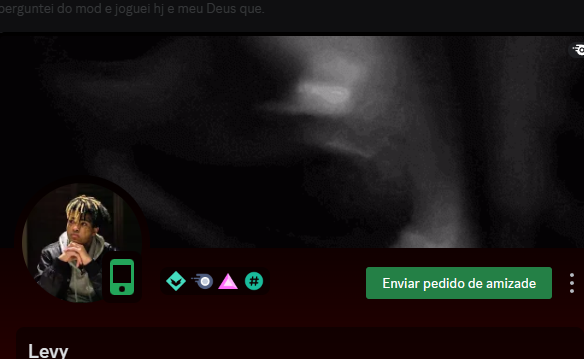 perguntei do mod e joguei hj e meu Deus que.
Enviar pedido de amizade
Levy